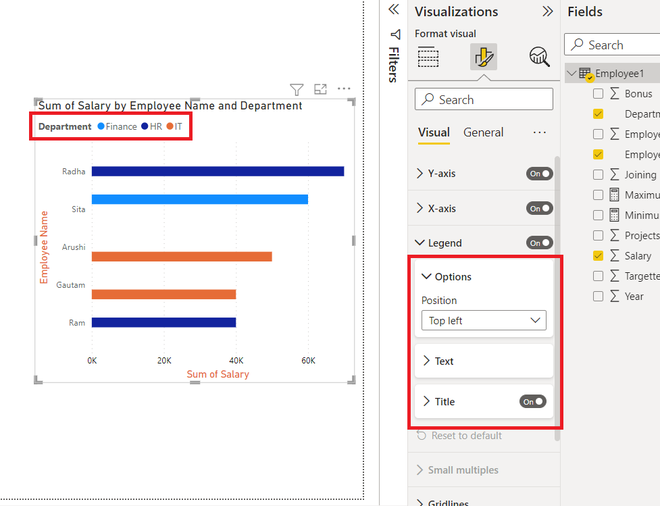 Visualizations
Fields
Format visual
Filters
Search
Search
Employee1
Bonus
Departm
Employe
Employe
Joining
Maximu
Minimu
Projects
Salary
Targette
Year
Visual
General
Y-axis
On
X-axis
On
Legend
On
Options
Position
Top left
Text
Title
On
Reset to default
Small multiples
Gridlines
Sum of Salary by Employee Name and Department
Department Finance HR IT
Employee Name
Radha
Sita
Arushi
Gautam
Ram
0K 20K 40K 60K
Sum of Salary